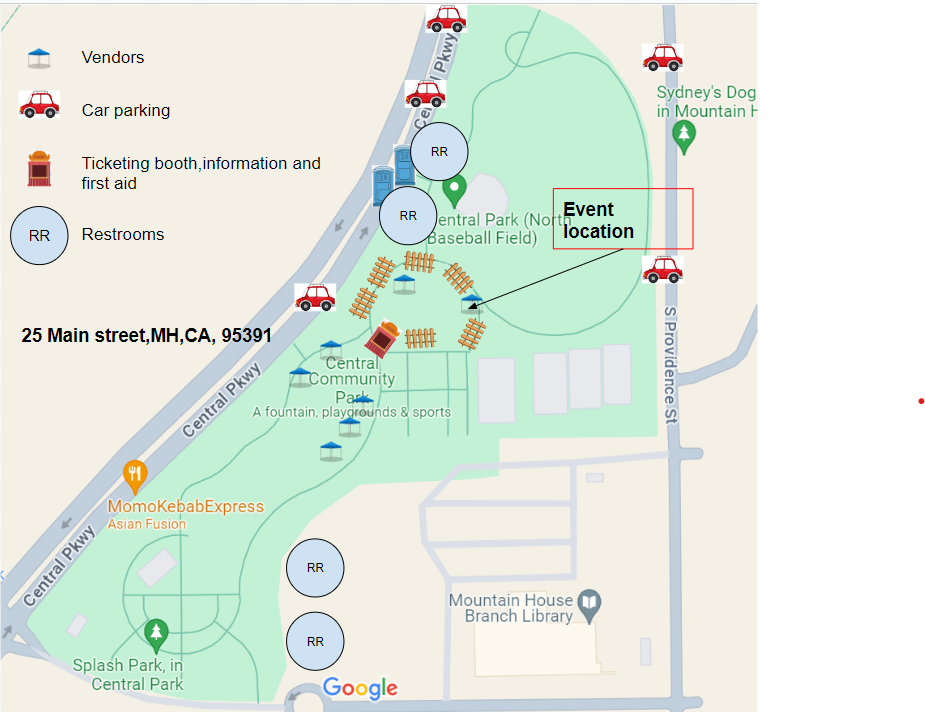 Vendors
Car parking
Ticketing booth,information and
first aid
RR
Restrooms
25 Main street,MH,CA, 95391
l Pkwy
Ce
RR
RR
Sydney's Dog
in Mountain H
Event
location
entral Park (North
Baseball Field)
S Providence St
Central
Community
Park
A fountain, playgrounds & sports
Central Pkwy
MomoKebabExpress
Asian Fusion
Central Pkwy
RR
RR
Mountain House
Branch Library
Splash Park, in
Central Park
Google